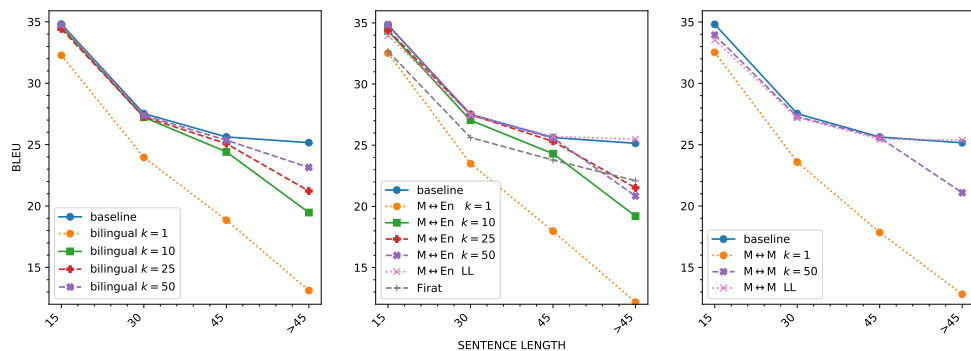 BLEU
35
30
25
20
15
baseline
bilingual k = 1
bilingual k = 10
bilingual k = 25
bilingual k = 50
15
30
45
>45
35
30
25
20
15
baseline
M↔En k = 1
M↔En k = 10
M↔En k = 25
M↔En k = 50
M↔En LL
Firat
15
30
45
>45
SENTENCE LENGTH
35
30
25
20
15
baseline
M↔M k = 1
M↔M k = 50
M↔M LL
15
30
45
>45